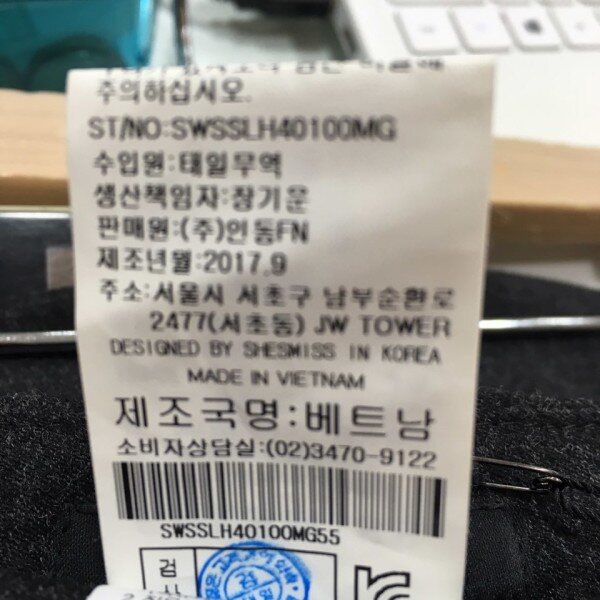 주의하십시오.
ST/NO:SWSSLH40100MG
수입원:태일무역
생산책임자:장기운
판매원:(주)인동FN
제조년월:2017.9
주소:서울시 서초구 남부순환로
2477(서초동) JW TOWER
DESIGNED BY SHESMISS IN KOREA
MADE IN VIETNAM
제조국명:베트남
소비자상담실:(02)3470-9122
SWSSLH40100MG55
검